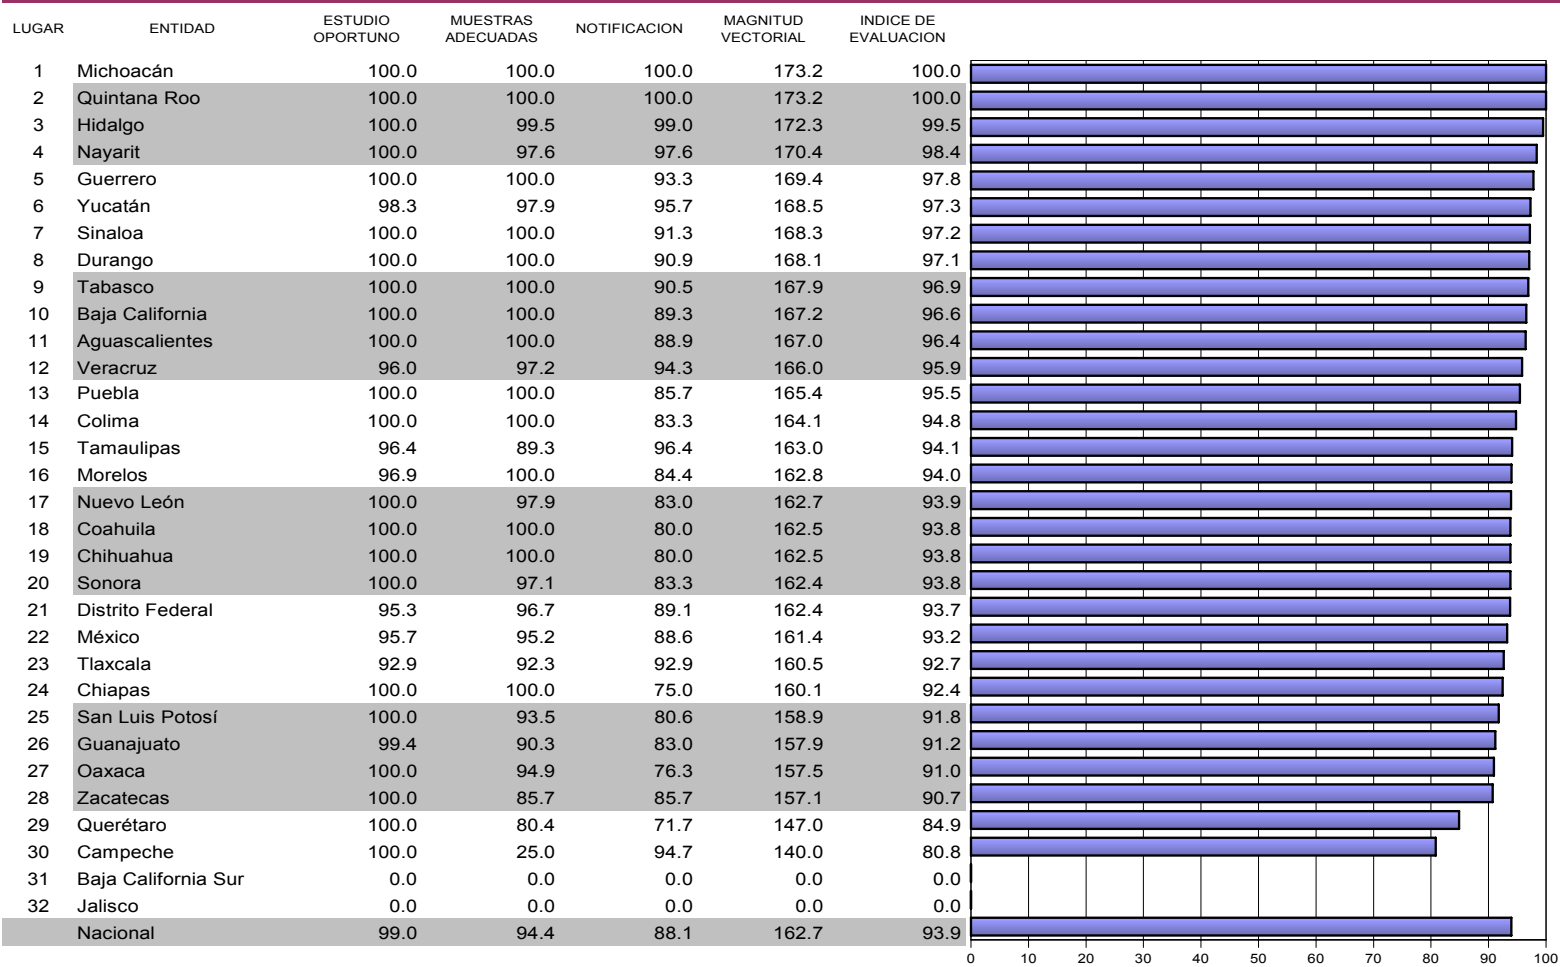 LUGAR ENTIDAD ESTUDIO OPORTUNO MUESTRAS ADECUADAS NOTIFICACION MAGNITUD VECTORIAL INDICE DE EVALUACION
1 Michoacán 100.0 100.0 100.0 173.2 100.0
2 Quintana Roo 100.0 100.0 100.0 173.2 100.0
3 Hidalgo 100.0 99.5 99.0 172.3 99.5
4 Nayarit 100.0 97.6 97.6 170.4 98.4
5 Guerrero 100.0 100.0 93.3 169.4 97.8
6 Yucatán 98.3 97.9 95.7 168.5 97.3
7 Sinaloa 100.0 100.0 91.3 168.3 97.2
8 Durango 100.0 100.0 90.9 168.1 97.1
9 Tabasco 100.0 100.0 90.5 167.9 96.9
10 Baja California 100.0 100.0 89.3 167.2 96.6
11 Aguascalientes 100.0 100.0 88.9 167.0 96.4
12 Veracruz 96.0 97.2 94.3 166.0 95.9
13 Puebla 100.0 100.0 85.7 165.4 95.5
14 Colima 100.0 100.0 83.3 164.1 94.8
15 Tamaulipas 96.4 89.3 96.4 163.0 94.1
16 Morelos 96.9 100.0 84.4 162.8 94.0
17 Nuevo León 100.0 97.9 83.0 162.7 93.9
18 Coahuila 100.0 100.0 80.0 162.5 93.8
19 Chihuahua 100.0 100.0 80.0 162.5 93.8
20 Sonora 100.0 97.1 83.3 162.4 93.8
21 Distrito Federal 95.3 96.7 89.1 162.4 93.7
22 México 95.7 95.2 88.6 161.4 93.2
23 Tlaxcala 92.9 92.3 92.9 160.5 92.7
24 Chiapas 100.0 100.0 75.0 160.1 92.4
25 San Luis Potosí 100.0 93.5 80.6 158.9 91.8
26 Guanajuato 99.4 90.3 83.0 157.9 91.2
27 Oaxaca 100.0 94.9 76.3 157.5 91.0
28 Zacatecas 100.0 85.7 85.7 157.1 90.7
29 Querétaro 100.0 80.4 71.7 147.0 84.9
30 Campeche 100.0 25.0 94.7 140.0 80.8
31 Baja California Sur 0.0 0.0 0.0 0.0 0.0
32 Jalisco 0.0 0.0 0.0 0.0 0.0
Nacional 99.0 94.4 88.1 162.7 93.9
0 10 20 30 40 50 60 70 80 90 100